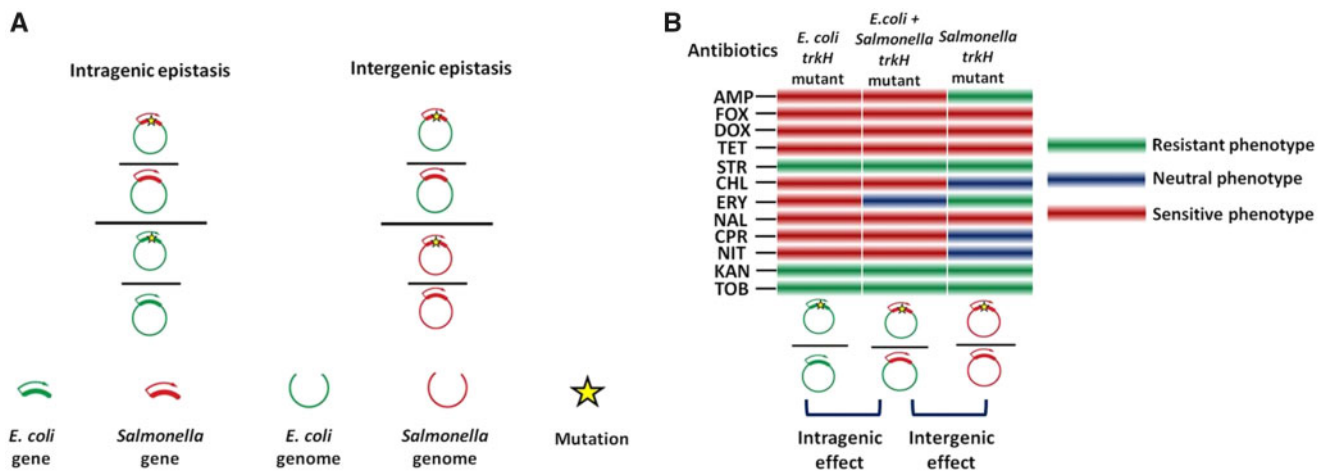 A
Intragenic epistasis
Intergenic epistasis
E. coli
gene
Salmonella
gene
E. coli
genome
Salmonella
genome
Mutation
B
Antibiotics
E. coli
trkH
mutant
E.coli +
Salmonella
trkH
mutant
Salmonella
trkH
mutant
AMP
FOX
DOX
TET
STR
CHL
ERY
NAL
CPR
NIT
KAN
TOB
Resistant phenotype
Neutral phenotype
Sensitive phenotype
Intragenic
effect
Intergenic
effect